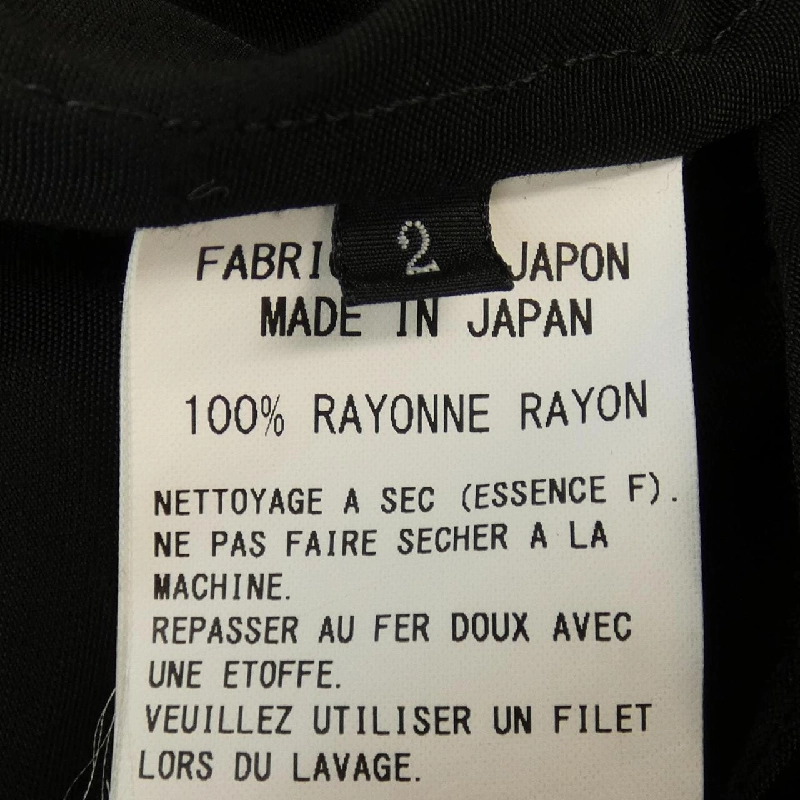 2
JAPON
MADE IN JAPAN
100% RAYONNE RAYON
NETTOYAGE A SEC (ESSENCE F).
NE PAS FAIRE SECHER A LA
MACHINE.
REPASSER AU FER DOUX AVEC
UNE ETOFFE.
VEUILLEZ UTILISER UN FILET
LORS DU LAVAGE.